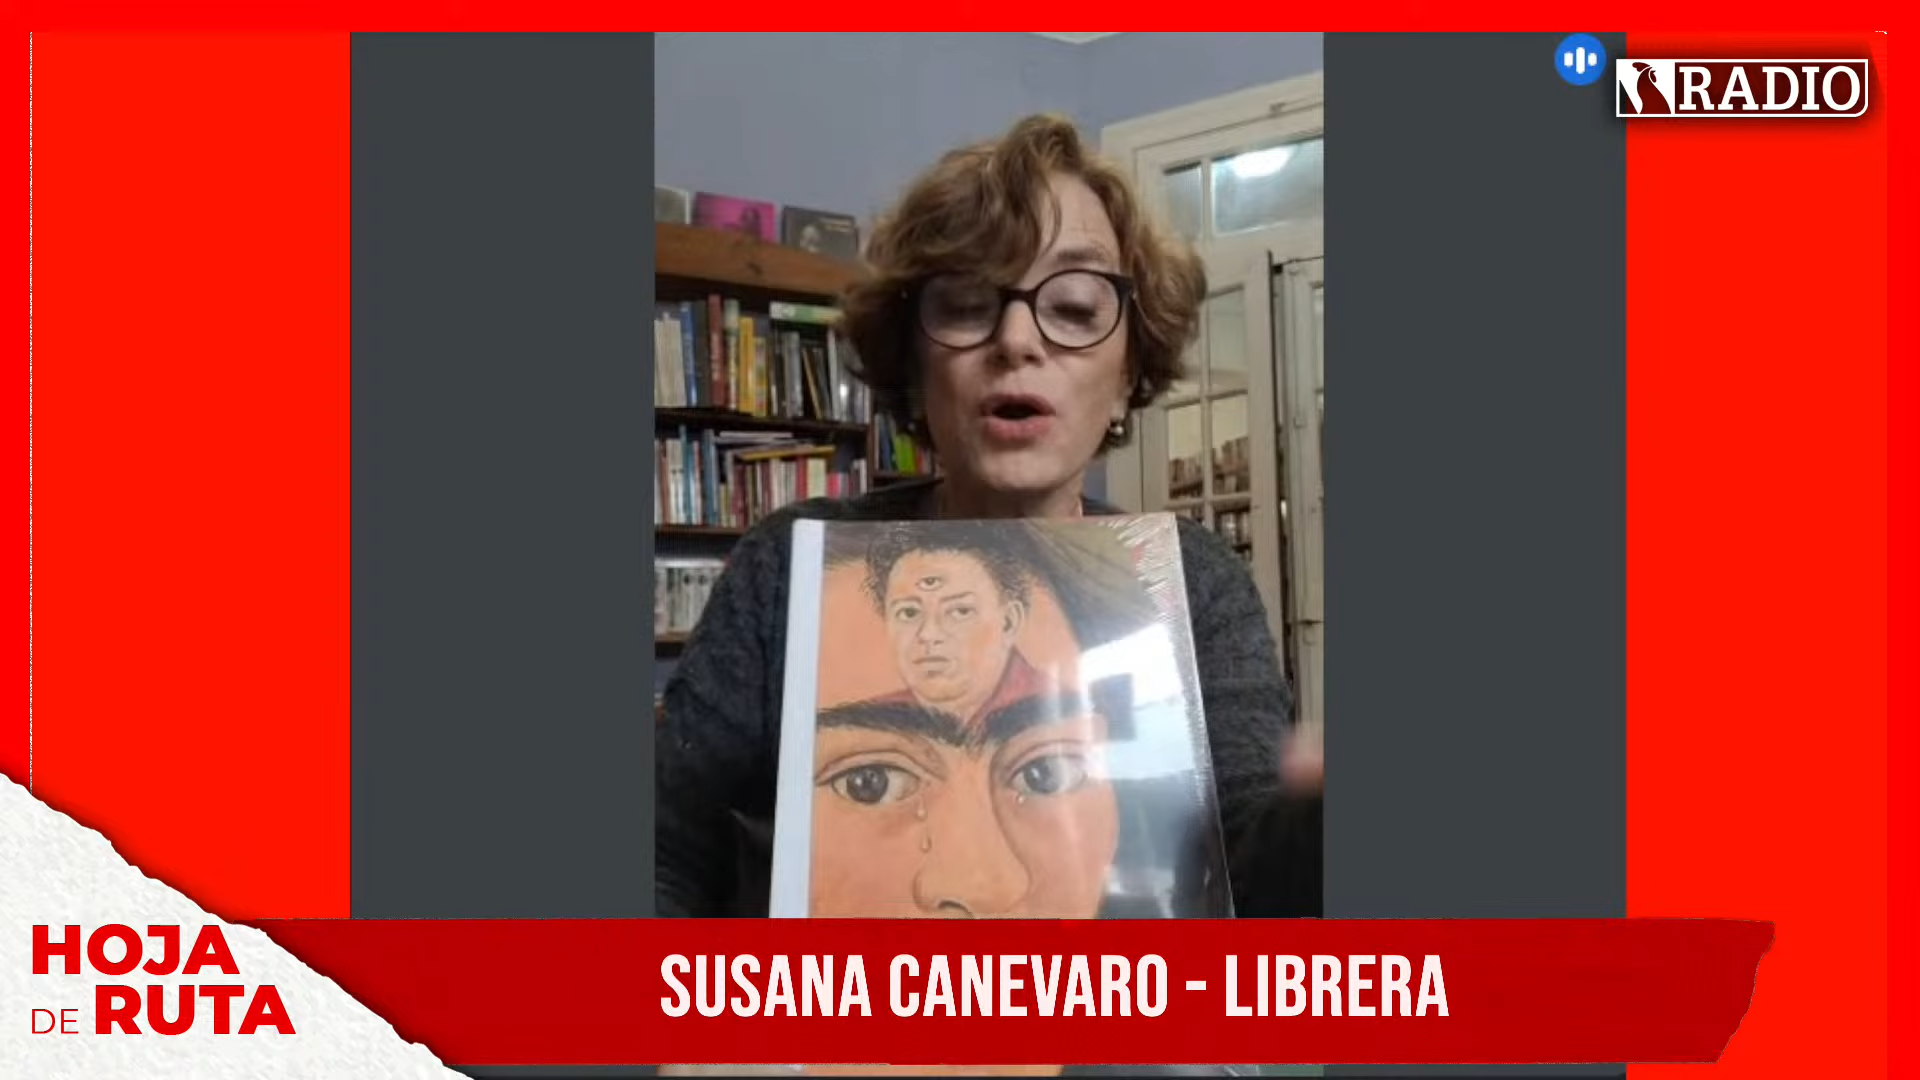 RADIO
HOJA
DE RUTA
SUSANA CANEVARO - LIBRERA